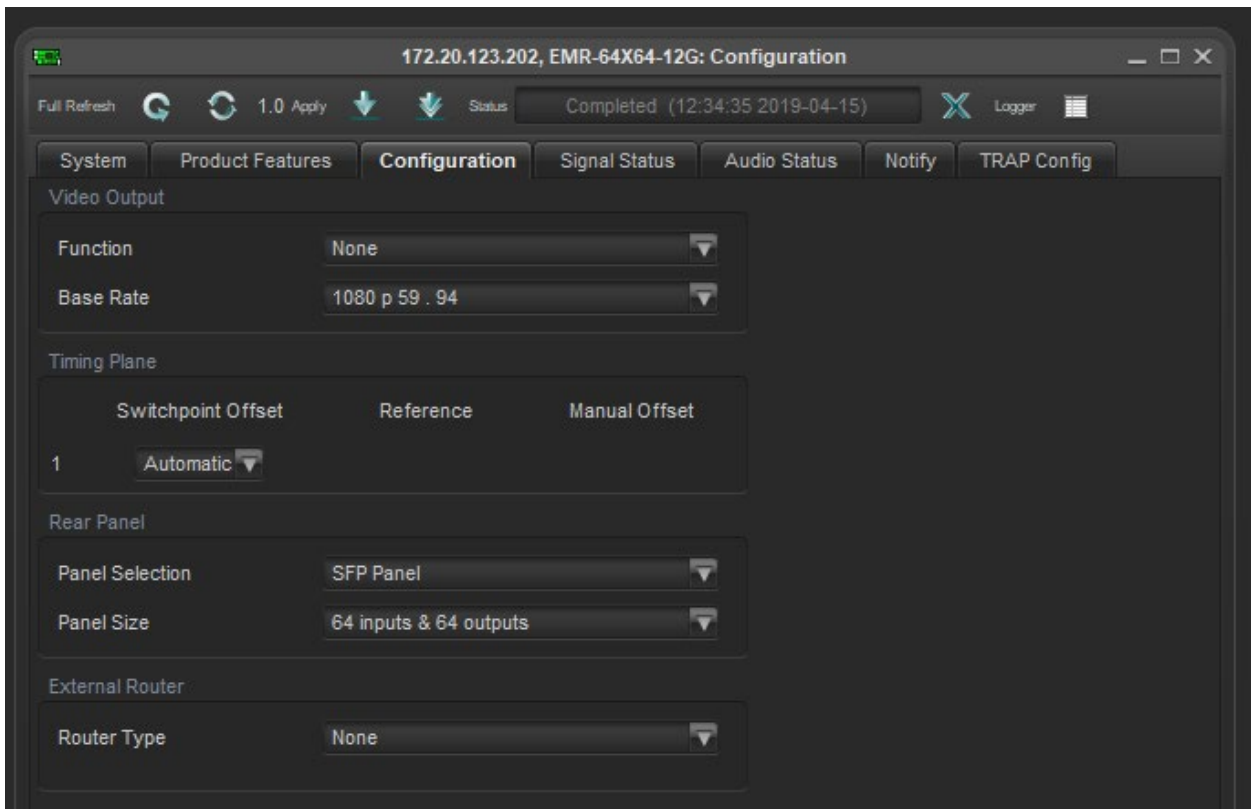 172.20.123.202, EMR-64X64-12G: Configuration
Full Refresh 1.0 Apply Status Completed (12:34:35 2019-04-15) Logger
System Product Features Configuration Signal Status Audio Status Notify TRAP Config
Video Output
Function None
Base Rate 1080 p 59 . 94
Timing Plane
Switchpoint Offset Reference Manual Offset
1 Automatic
Rear Panel
Panel Selection SFP Panel
Panel Size 64 inputs & 64 outputs
External Router
Router Type None